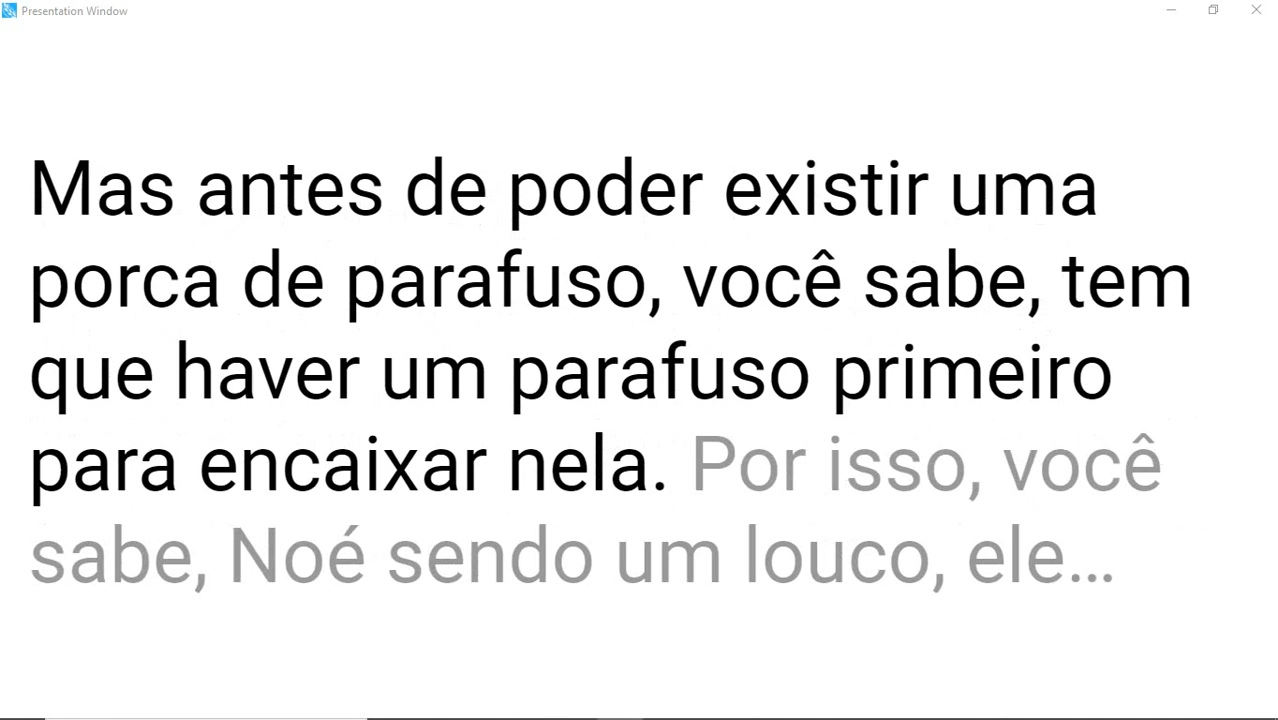 Presentation Window
Mas antes de poder existir uma
porca de parafuso, você sabe, tem
que haver um parafuso primeiro
para encaixar nela. Por isso, você
sabe, Noé sendo um louco, ele...